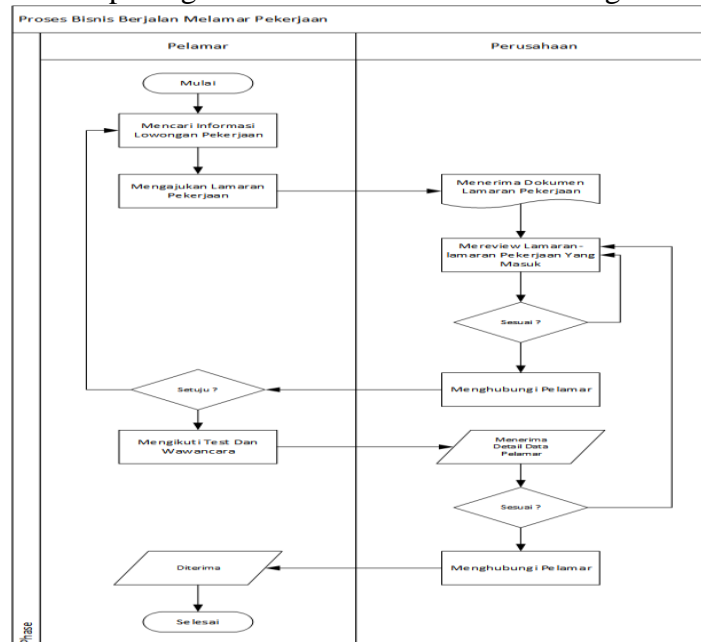 Proses Bisnis Berjalan Melamar Pekerjaan
Pelamar
Perusahaan
Mulai
Mencari Informasi
Lowongan Pekerjaan
Mengajukan Lamaran
Pekerjaan
Menerima Dokumen
Lamaran Pekerjaan
Mereview Lamaran-
lamaran Pekerjaan Yang
Masuk
Sesuai ?
Setuju ?
Menghubungi Pelamar
Mengikuti Test Dan
Wawancara
Menerima
Detail Data
Pelamar
Sesuai ?
Diterima
Menghubungi Pelamar
Selesai
Phase